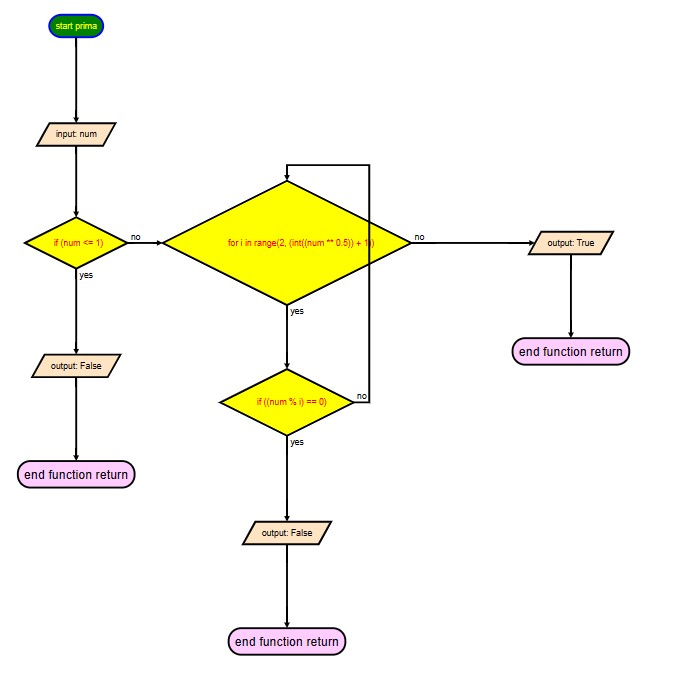 start prima
input: num
if (num <= 1)
no
yes
for i in range(2, (int((num ** 0.5)) + 1))
no
yes
output: True
end function return
output: False
end function return
if ((num % i) == 0)
no
yes
output: False
end function return